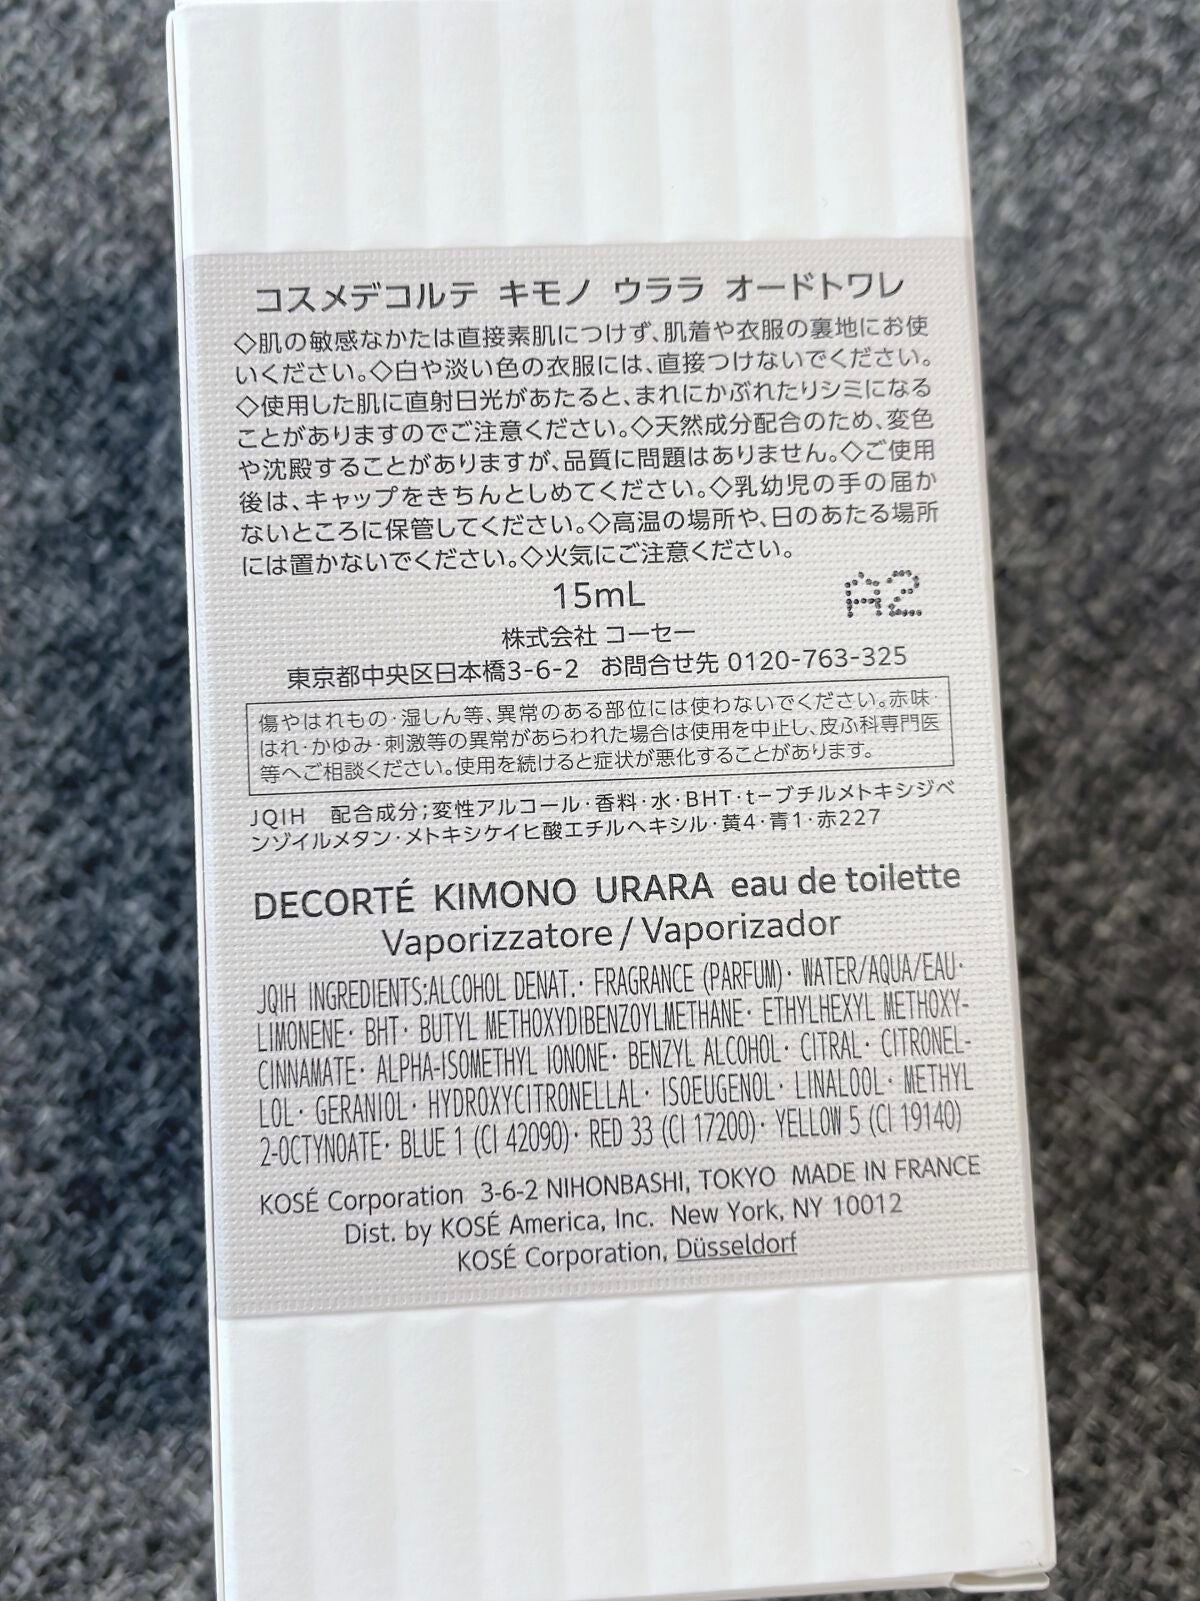 コスメデコルテ キモノ ウララ オードトワレ
◇肌の敏感なかたは直接素肌につけず、肌着や衣服の裏地にお使
いください。◇白や淡い色の衣服には、直接つけないでください。
◇使用した肌に直射日光があたると、まれにかぶれたりシミになる
ことがありますのでご注意ください。◇天然成分配合のため、変色
や沈殿することがありますが、品質に問題はありません。◇ご使用
後は、キャップをきちんとしめてください。◇乳幼児の手の届か
ないところに保管してください。◇高温の場所や、日のあたる場所
には置かないでください。◇火気にご注意ください。
15mL
A2
株式会社 コーセー
東京都中央区日本橋3-6-2 お問合せ先 0120-763-325
傷やはれもの・湿しん等、異常のある部位には使わないでください。赤味・
はれ・かゆみ・刺激等の異常があらわれた場合は使用を中止し、皮ふ科専門医
等へご相談ください。使用を続けると症状が悪化することがあります。
JQIH 配合成分;変性アルコール・香料・水・BHT・t-ブチルメトキシジベ
ンゾイルメタン・メトキシケイヒ酸エチルヘキシル・黄4・青1・赤227
DECORTÉ KIMONO URARA eau de toilette
Vaporizzatore / Vaporizador
JQIH INGREDIENTS:ALCOHOL DENAT.・ FRAGRANCE (PARFUM)・ WATER/AQUA/EAU・
LIMONENE・ BHT・ BUTYL METHOXYDIBENZOYLMETHANE・ ETHYLHEXYL METHOXY-
CINNAMATE・ ALPHA-ISOMETHYL IONONE・ BENZYL ALCOHOL・ CITRAL・ CITRONEL-
LOL・ GERANIOL・ HYDROXYCITRONELLAL・ ISOEUGENOL・ LINALOOL・ METHYL
2-OCTYNOATE・ BLUE 1 (CI 42090)・ RED 33 (CI 17200)・ YELLOW 5 (CI 19140)
KOSÉ Corporation 3-6-2 NIHONBASHI, TOKYO MADE IN FRANCE
Dist. by KOSÉ America, Inc. New York, NY 10012
KOSÉ Corporation, Düsseldorf